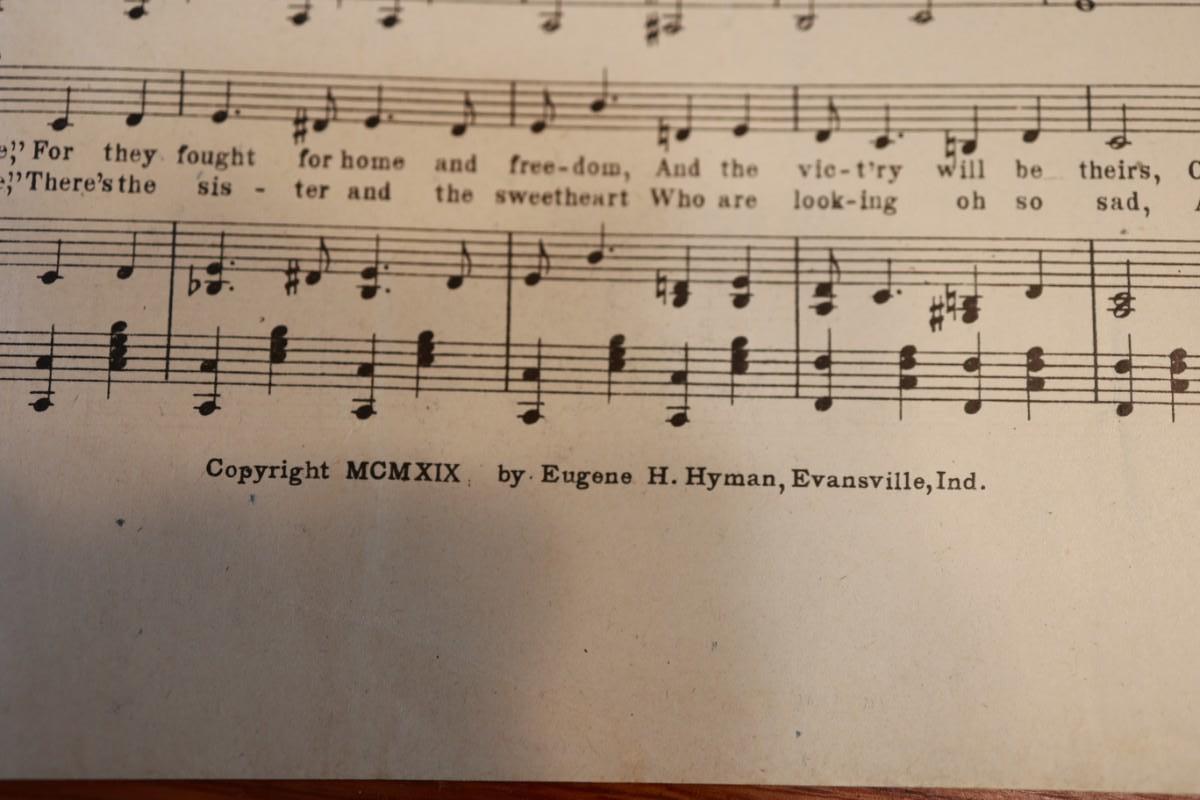 e;” For they fought for home and free-dom, And the vic-t'ry will be their's,
e;” There's the sis - ter and the sweetheart Who are look-ing oh so sad,
Copyright MCMXIX by Eugene H. Hyman, Evansville, Ind.